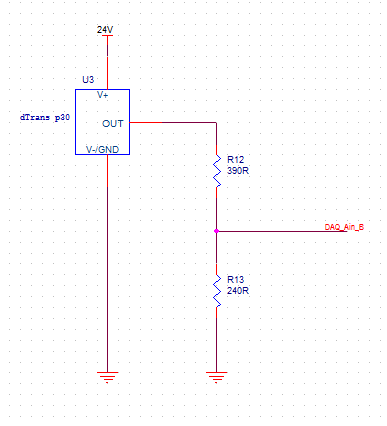 24V
U3
V+
dTrans p30
OUT
V-/GND
R12
390R
DAQ_Ain_B
R13
240R